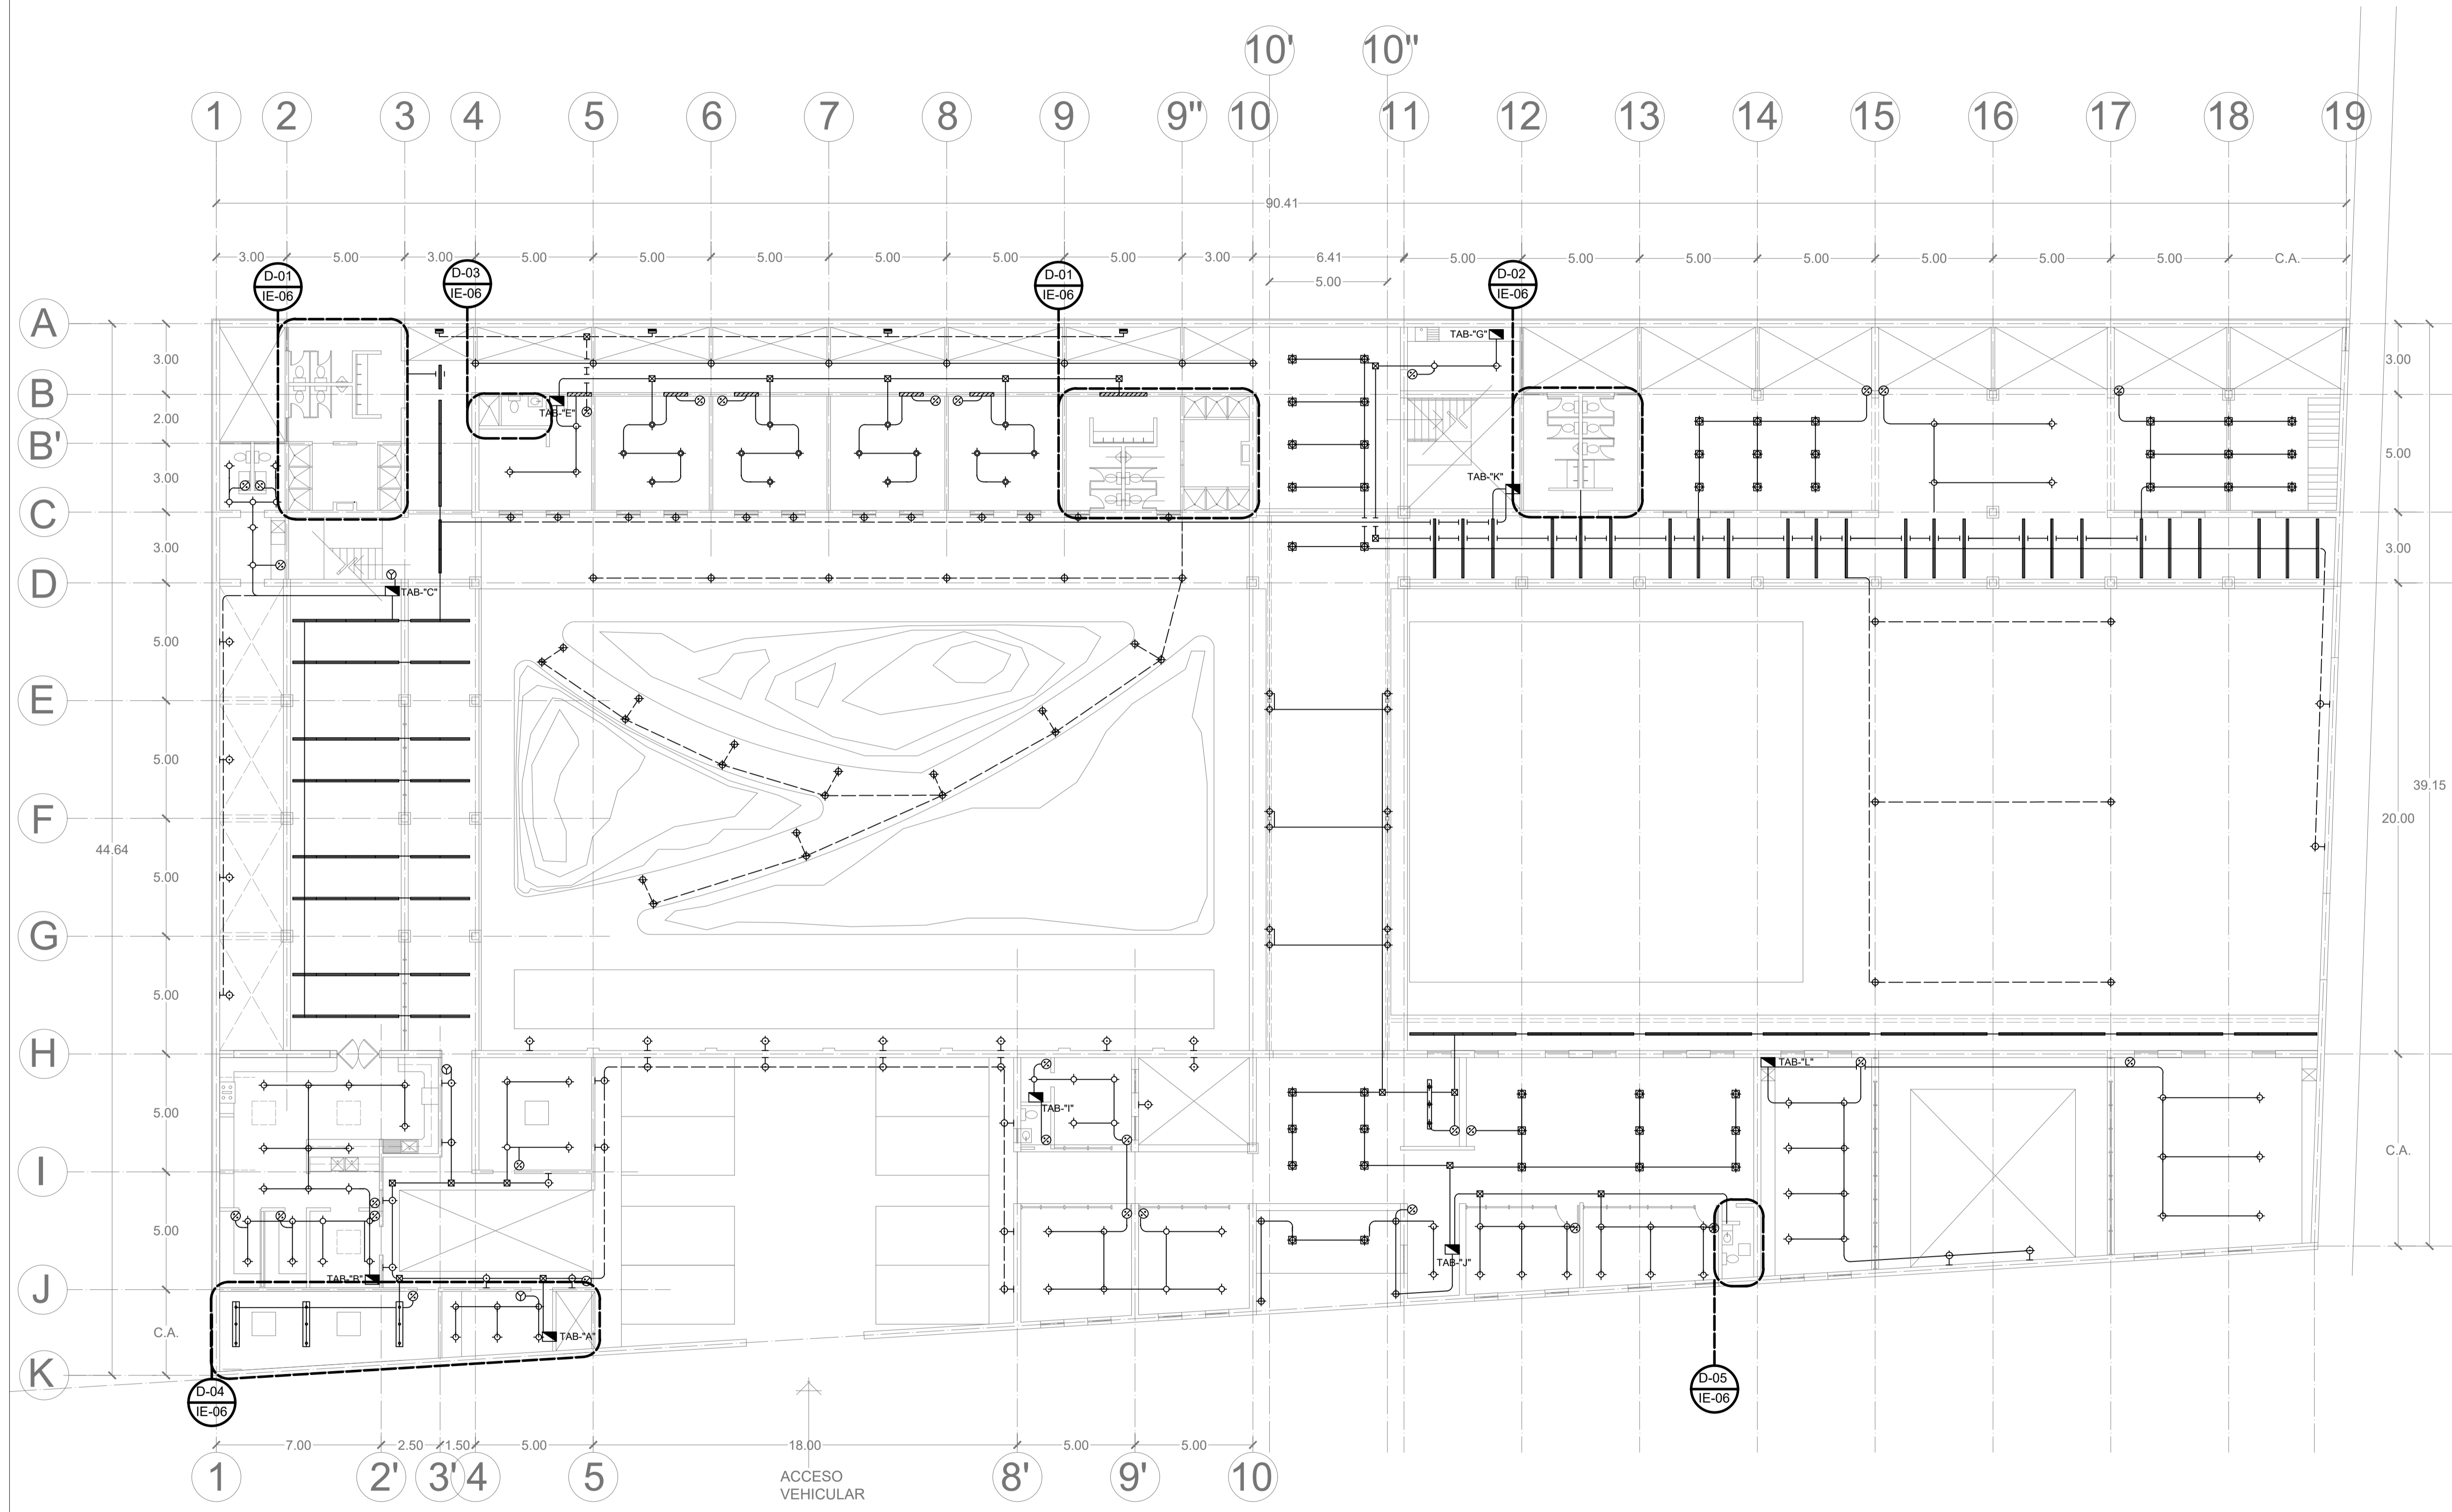 10' 10"
1 2 3 4 5 6 7 8 9 9" 10 11 12 13 14 15 16 17 18 19
90.41
3.00 5.00 3.00 5.00 5.00 5.00 5.00 5.00 5.00 3.00 6.41 5.00 5.00 5.00 5.00 5.00 5.00 5.00 C.A.
5.00
D-01
IE-06
D-03
IE-06
D-01
IE-06
D-02
IE-06
A
B
B'
C
D
E
F
G
H
I
J
K
3.00
2.00
3.00
3.00
5.00
5.00
5.00
5.00
5.00
5.00
C.A.
44.64
3.00
5.00
3.00
20.00
C.A.
39.15
TAB-"G"
TAB-"E"
TAB-"K"
TAB-"C"
TAB-"L"
TAB-"I"
TAB-"J"
TAB-"B"
TAB-"A"
D-04
IE-06
D-05
IE-06
7.00 2.50 1.50 5.00 18.00 5.00 5.00
1 2' 3' 4 5 8' 9' 10
ACCESO
VEHICULAR